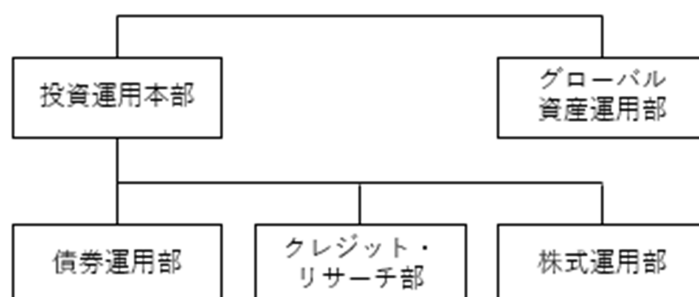 投資運用本部
グローバル
資産運用部
債券運用部
クレジット・
リサーチ部
株式運用部